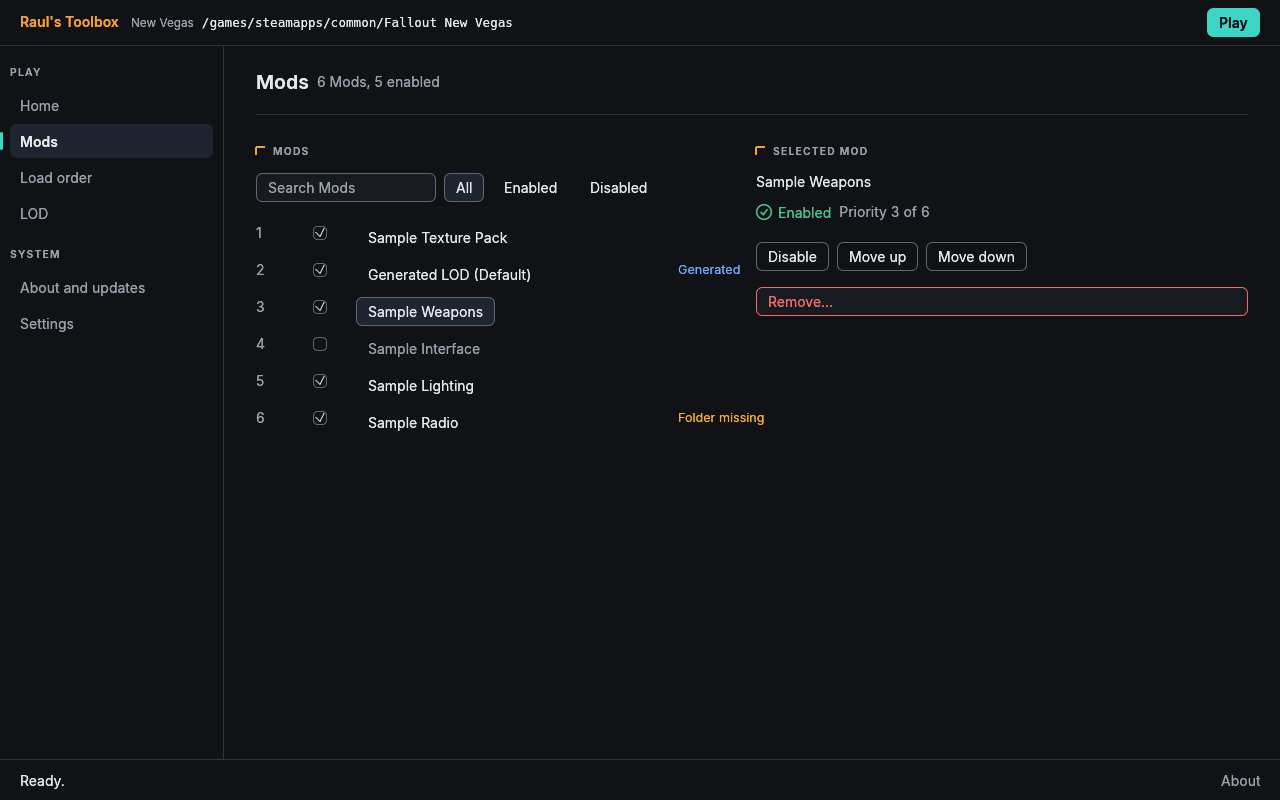 Raul's Toolbox New Vegas /games/steamapps/common/Fallout New Vegas Play
PLAY
Home
Mods
Load order
LOD
SYSTEM
About and updates
Settings
Mods 6 Mods, 5 enabled
MODS
Search Mods All Enabled Disabled
1 Sample Texture Pack
2 Generated LOD (Default) Generated
3 Sample Weapons
4 Sample Interface
5 Sample Lighting
6 Sample Radio Folder missing
SELECTED MOD
Sample Weapons
Enabled Priority 3 of 6
Disable Move up Move down
Remove...
Ready. About